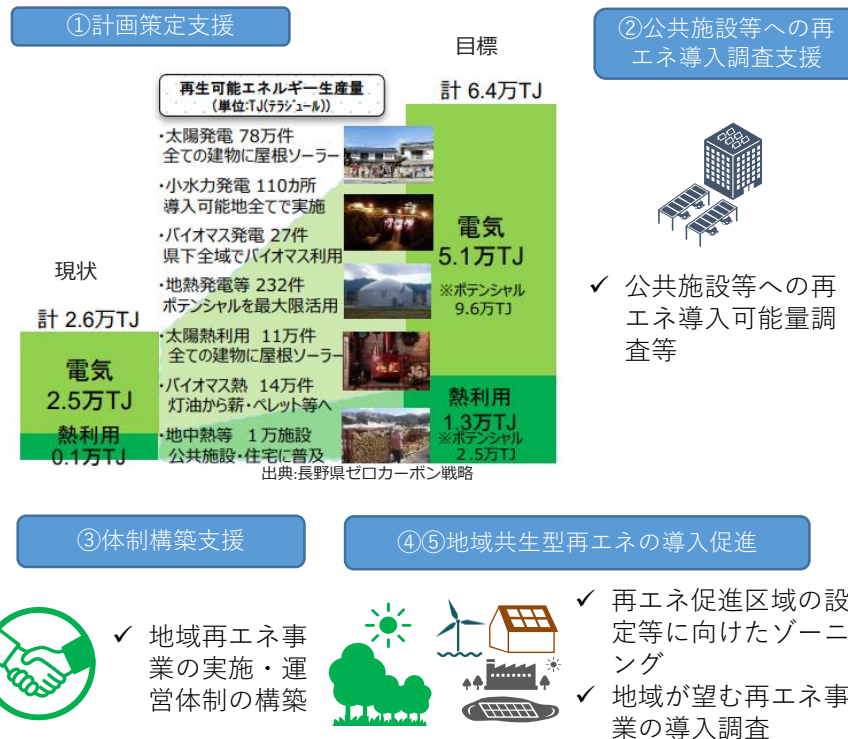 ①計画策定支援
目標
計 6.4万TJ
再生可能エネルギー生産量
(単位:TJ(テラジュール))
・太陽発電 78万件
全ての建物に屋根ソーラー
・小水力発電 110カ所
導入可能地全てで実施
・バイオマス発電 27件
県下全域でバイオマス利用
・地熱発電等 232件
ポテンシャルを最大限活用
・太陽熱利用 11万件
全ての建物に屋根ソーラー
・バイオマス熱 14万件
灯油から薪・ペレット等へ
・地中熱等 1万施設
公共施設・住宅に普及
現状
計 2.6万TJ
電気
2.5万TJ
熱利用
0.1万TJ
電気
5.1万TJ
※ポテンシャル
9.6万TJ
熱利用
1.3万TJ
※ポテンシャル
2.5万TJ
出典:長野県ゼロカーボン戦略
②公共施設等への再
エネ導入調査支援
✓ 公共施設等への再
エネ導入可能量調
査等
③体制構築支援
✓ 地域再エネ事
業の実施・運
営体制の構築
④⑤地域共生型再エネの導入促進
✓ 再エネ促進区域の設
定等に向けたゾーニ
ング
✓ 地域が望む再エネ事
業の導入調査